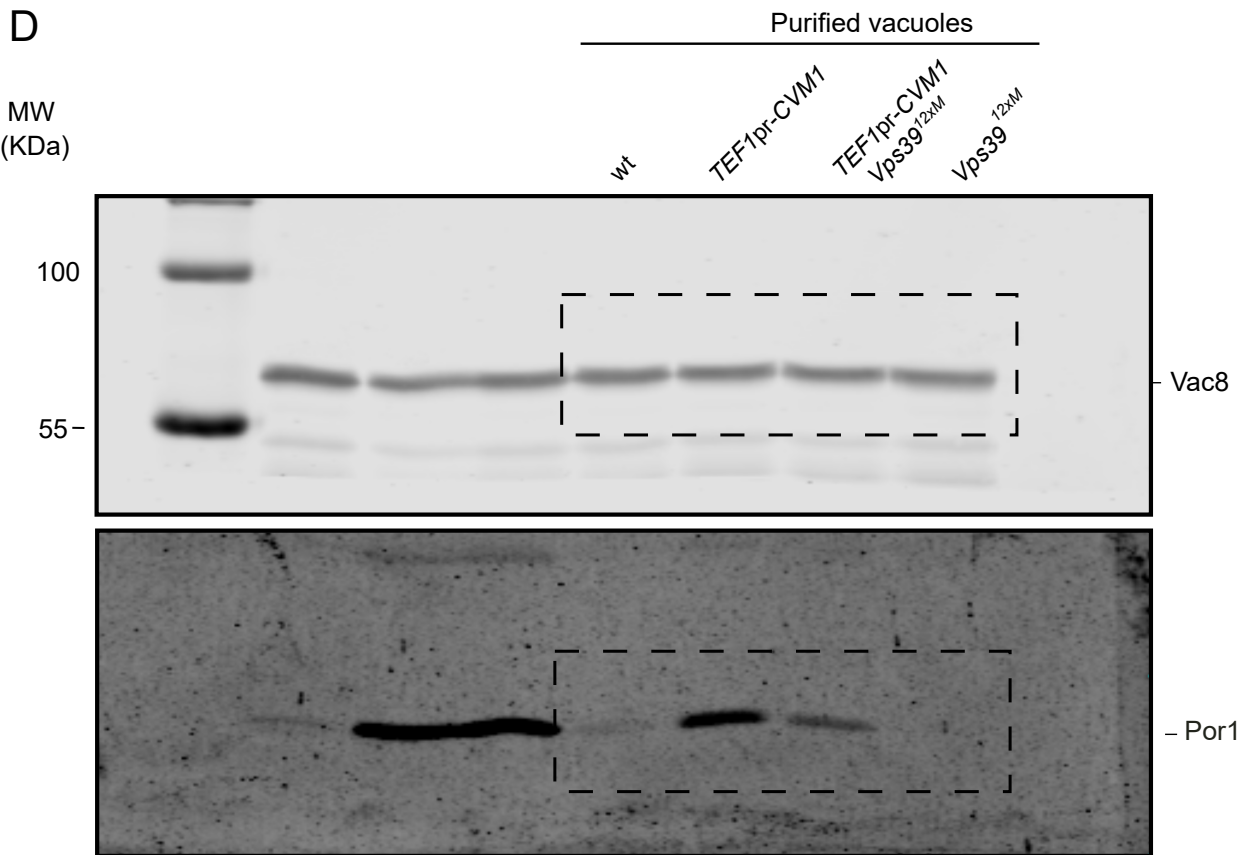 D
Purified vacuoles
MW
(KDa)
wt
TEF1pr-CVM1
TEF1pr-CVM1
Vps39^12xM
Vps39^12xM
100
Vac8
55
Por1